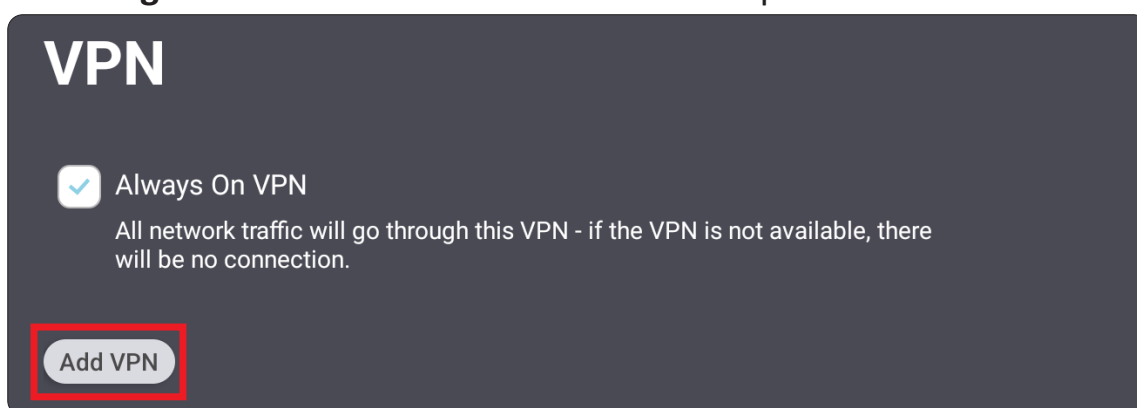 VPN
Always On VPN
All network traffic will go through this VPN - if the VPN is not available, there
will be no connection.
Add VPN